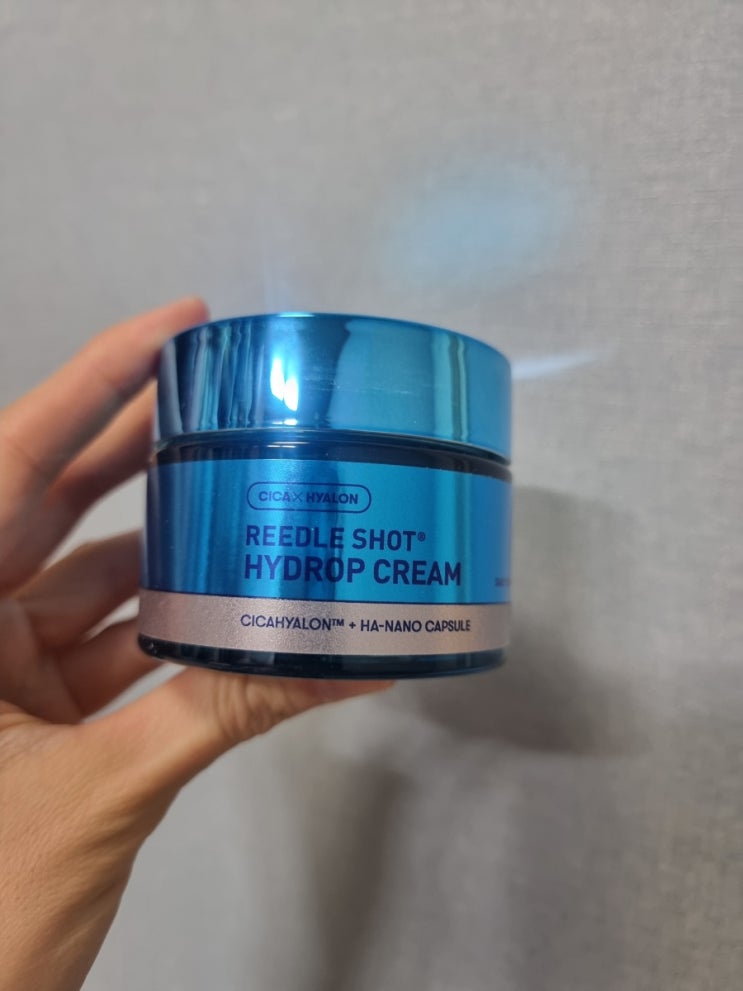 CICA×HYALON
REEDLE SHOT®
HYDROP CREAM
CICAHYALON™ + HA-NANO CAPSULE